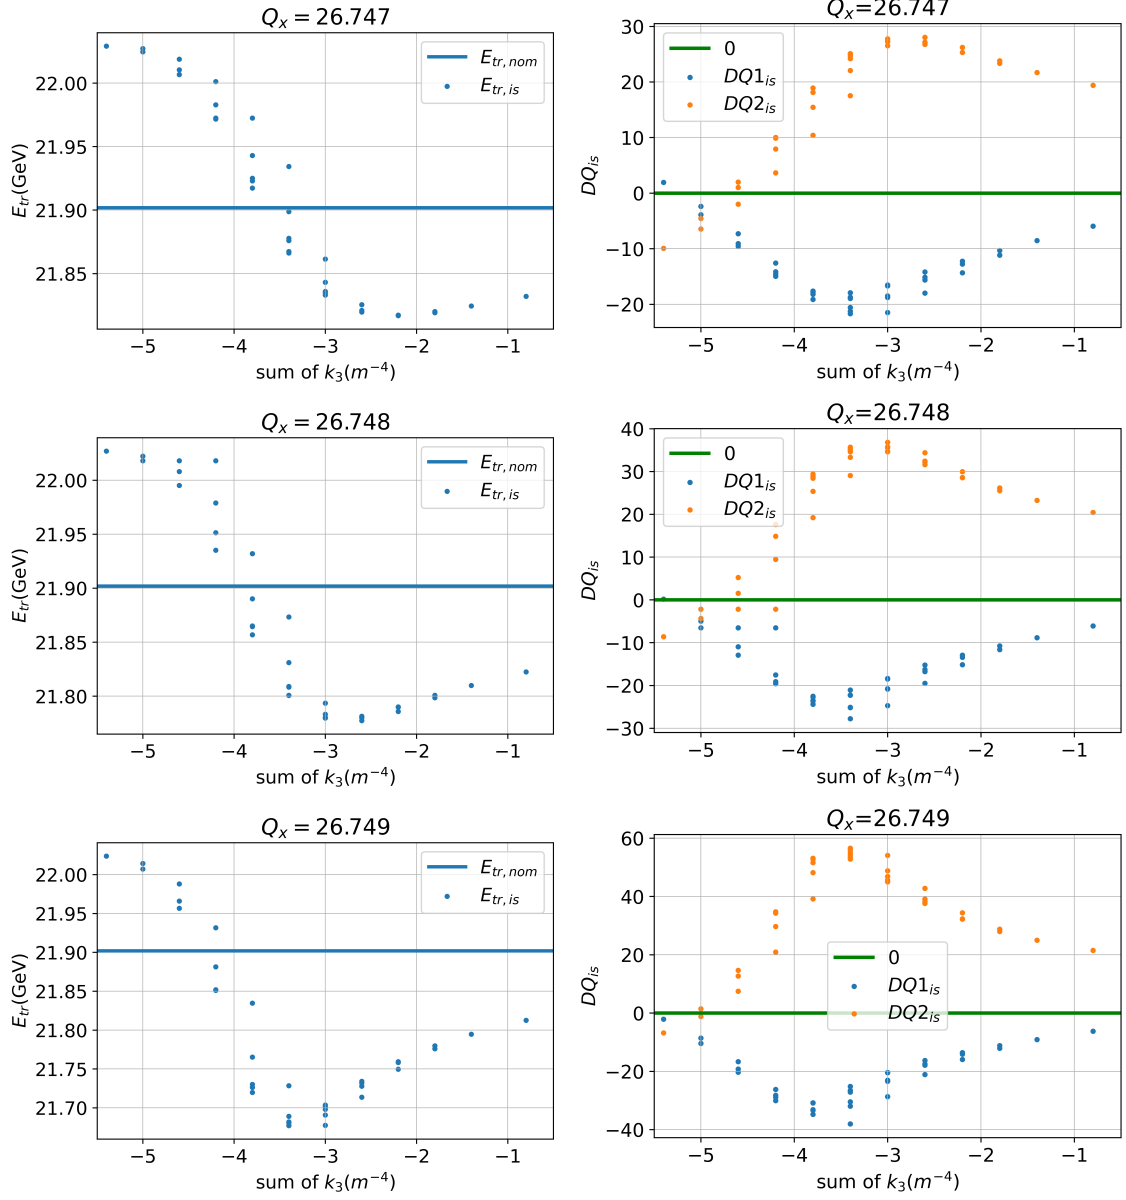 Q_x = 26.747
E_tr(GeV)
22.00
21.95
21.90
21.85
E_tr,nom
E_tr,is
−5 −4 −3 −2 −1
sum of k_3(m^−4)
Q_x=26.747
DQ_is
30
20
10
0
−10
−20
0
DQ1_is
DQ2_is
−5 −4 −3 −2 −1
sum of k_3(m^−4)
Q_x = 26.748
E_tr(GeV)
22.00
21.95
21.90
21.85
21.80
E_tr,nom
E_tr,is
−5 −4 −3 −2 −1
sum of k_3(m^−4)
Q_x=26.748
DQ_is
40
30
20
10
0
−10
−20
−30
0
DQ1_is
DQ2_is
−5 −4 −3 −2 −1
sum of k_3(m^−4)
Q_x = 26.749
E_tr(GeV)
22.00
21.95
21.90
21.85
21.80
21.75
21.70
E_tr,nom
E_tr,is
−5 −4 −3 −2 −1
sum of k_3(m^−4)
Q_x=26.749
DQ_is
60
40
20
0
−20
−40
0
DQ1_is
DQ2_is
−5 −4 −3 −2 −1
sum of k_3(m^−4)